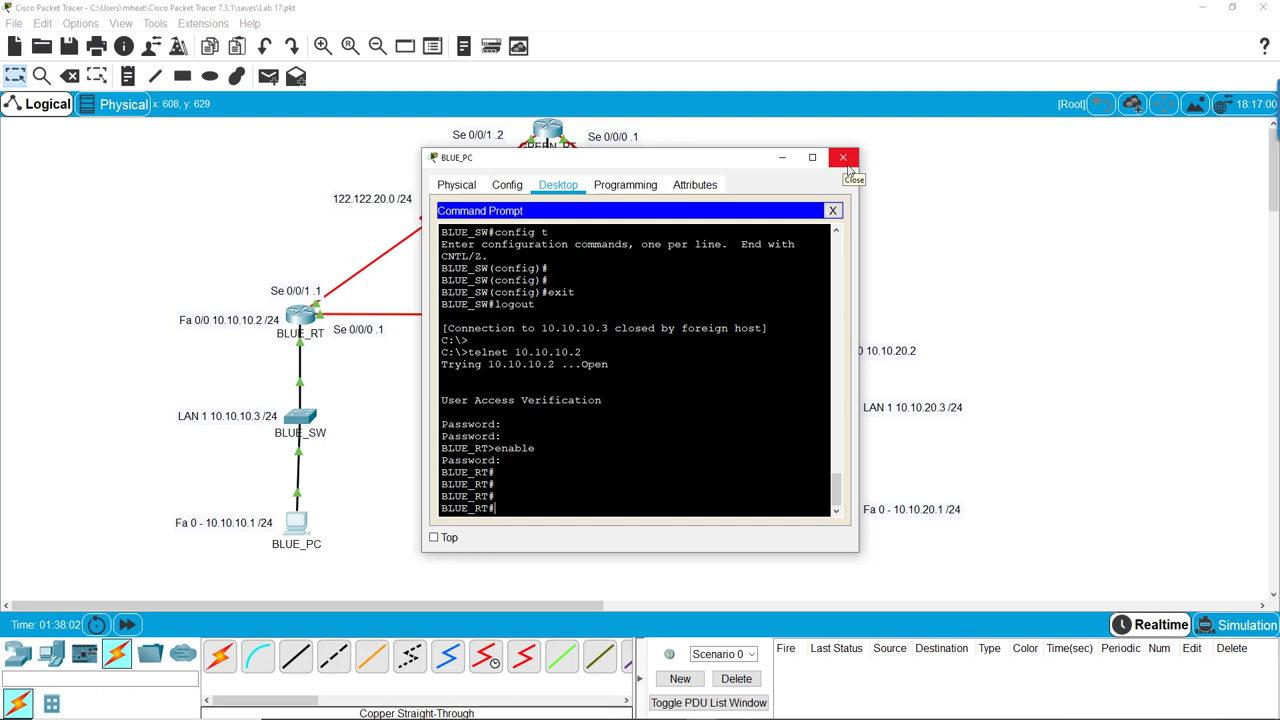 Cisco Packet Tracer - C:\Users\mheat\Cisco Packet Tracer 7.3.1\saves\Lab 17.pkt
File Edit Options View Tools Extensions Help
Logical Physical x: 608, y: 629 [Root] 18:17:00
Se 0/0/1 .2 Se 0/0/0 .1
122.122.20.0 /24
Se 0/0/1 .1
Fa 0/0 10.10.10.2 /24
BLUE_RT
Se 0/0/0 .1
LAN 1 10.10.10.3 /24
BLUE_SW
Fa 0 - 10.10.10.1 /24
BLUE_PC
BLUE_PC
Close
Physical Config Desktop Programming Attributes
Command Prompt X
BLUE_SW#config t
Enter configuration commands, one per line. End with
CNTL/Z.
BLUE_SW(config)#
BLUE_SW(config)#
BLUE_SW(config)#exit
BLUE_SW#logout
[Connection to 10.10.10.3 closed by foreign host]
C:\>
C:\>telnet 10.10.10.2
Trying 10.10.10.2 ...Open
User Access Verification
Password:
Password:
BLUE_RT>enable
Password:
BLUE_RT#
BLUE_RT#
BLUE_RT#
BLUE_RT#
Top
0 10.10.20.2
LAN 1 10.10.20.3 /24
Fa 0 - 10.10.20.1 /24
Time: 01:38:02 Realtime Simulation
Scenario 0
New Delete
Toggle PDU List Window
Fire Last Status Source Destination Type Color Time(sec) Periodic Num Edit Delete
Copper Straight-Through